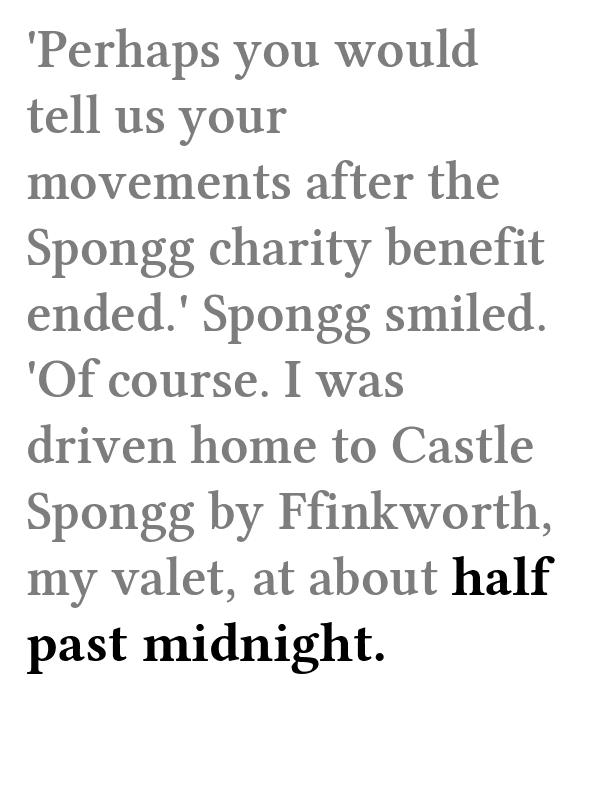 'Perhaps you would
tell us your
movements after the
Spongg charity benefit
ended.' Spongg smiled.
'Of course. I was
driven home to Castle
Spongg by Ffinkworth,
my valet, at about half
past midnight.